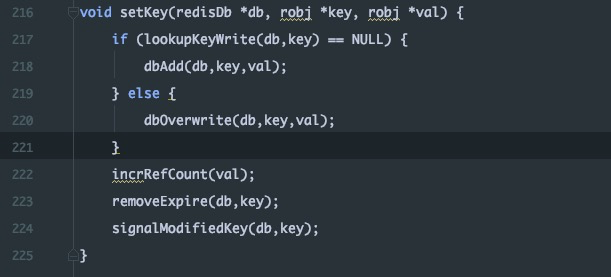 216 void setKey(redisDb *db, robj *key, robj *val) {
217     if (lookupKeyWrite(db,key) == NULL) {
218         dbAdd(db,key,val);
219     } else {
220         dbOverwrite(db,key,val);
221     }
222     incrRefCount(val);
223     removeExpire(db,key);
224     signalModifiedKey(db,key);
225 }